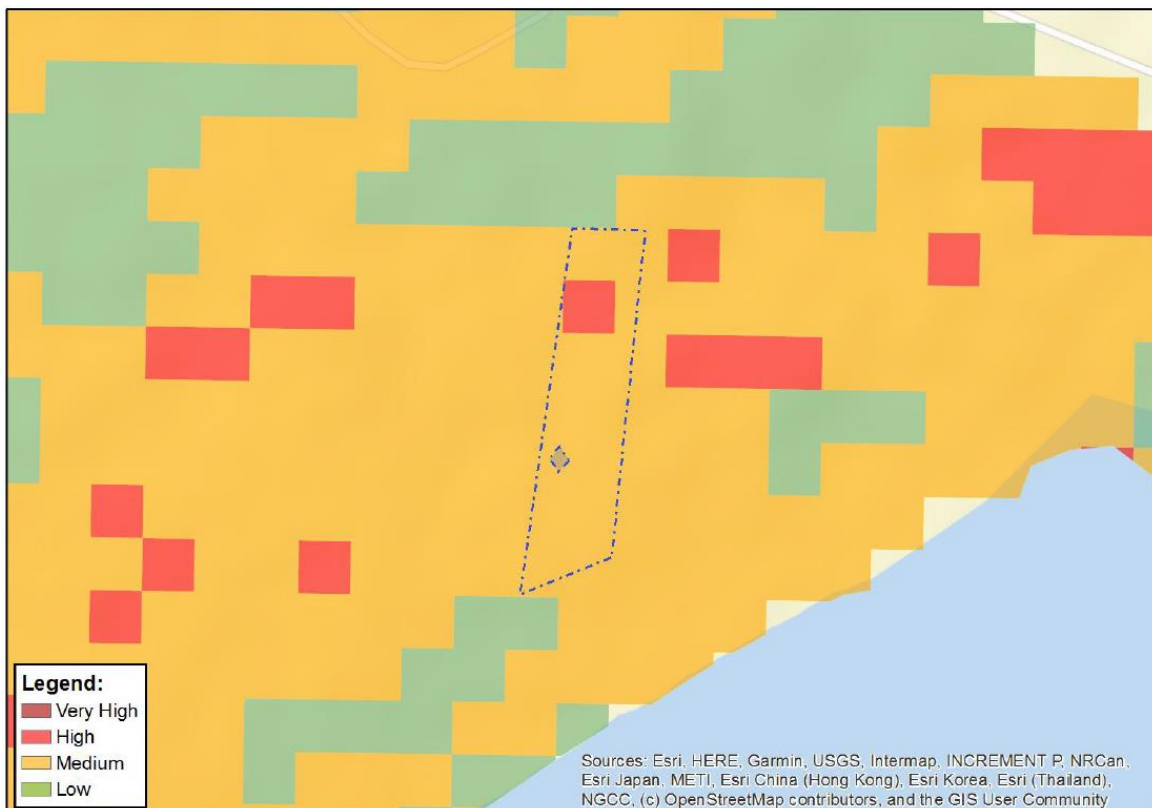 Legend:
Very High
High
Medium
Low
Sources: Esri, HERE, Garmin, USGS, Intermap, INCREMENT P, NRCan,
Esri Japan, METI, Esri China (Hong Kong), Esri Korea, Esri (Thailand),
NGCC, (c) OpenStreetMap contributors, and the GIS User Community